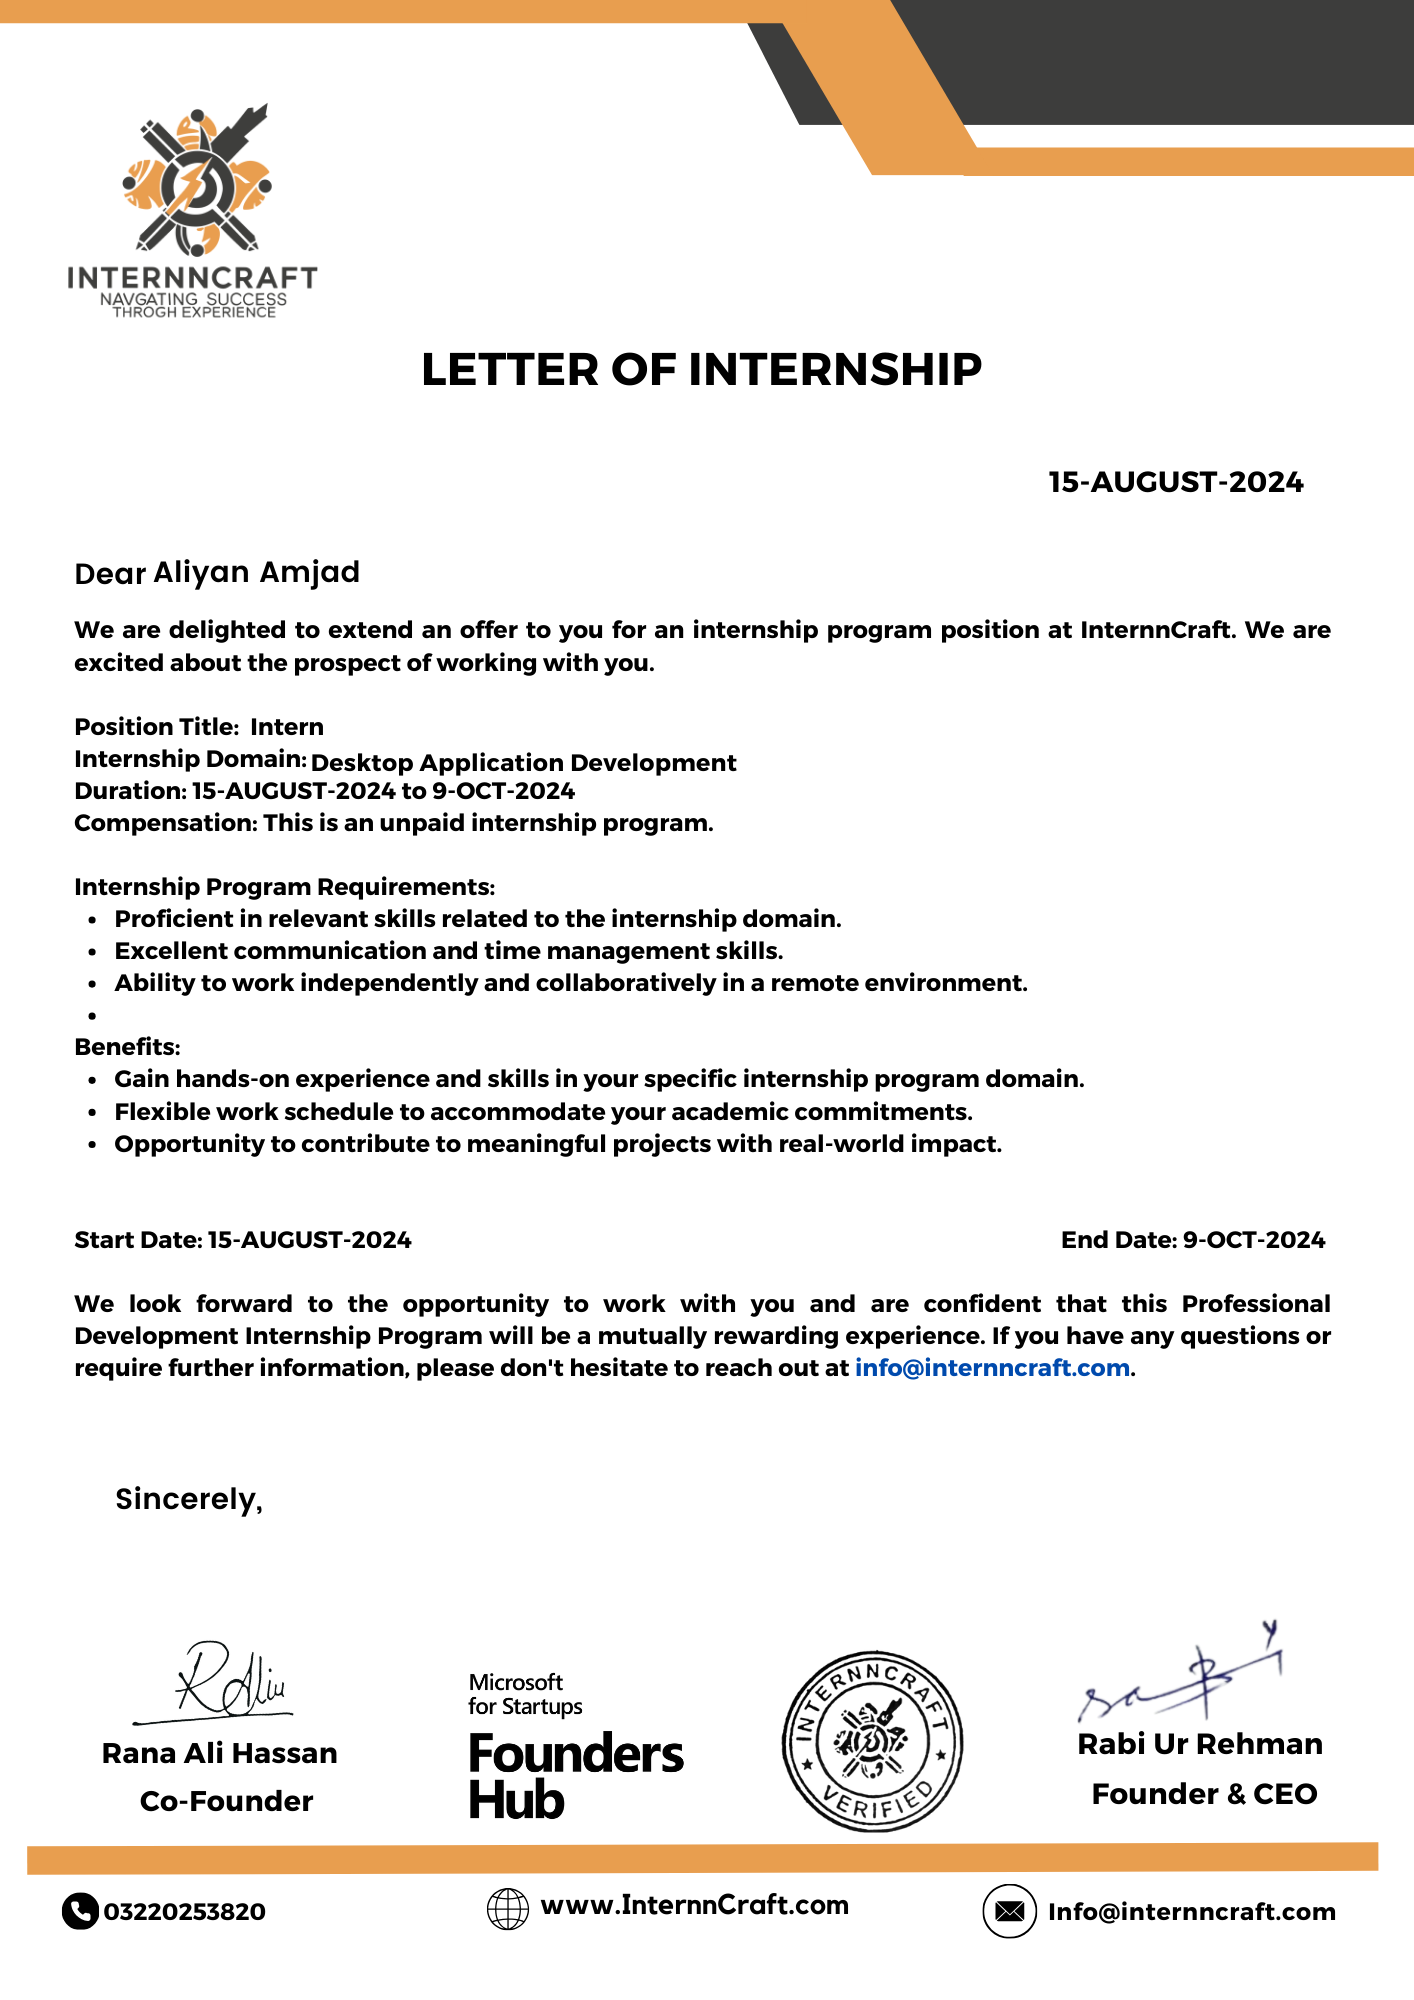 INTERNNCRAFT
NAVGATING SUCCESS
THROGH EXPERIENCE
LETTER OF INTERNSHIP
15-AUGUST-2024
Dear Aliyan Amjad
We are delighted to extend an offer to you for an internship program position at InternnCraft. We are
excited about the prospect of working with you.
Position Title: Intern
Internship Domain: Desktop Application Development
Duration: 15-AUGUST-2024 to 9-OCT-2024
Compensation: This is an unpaid internship program.
Internship Program Requirements:
• Proficient in relevant skills related to the internship domain.
• Excellent communication and time management skills.
• Ability to work independently and collaboratively in a remote environment.
•
Benefits:
• Gain hands-on experience and skills in your specific internship program domain.
• Flexible work schedule to accommodate your academic commitments.
• Opportunity to contribute to meaningful projects with real-world impact.
Start Date: 15-AUGUST-2024 End Date: 9-OCT-2024
We look forward to the opportunity to work with you and are confident that this Professional
Development Internship Program will be a mutually rewarding experience. If you have any questions or
require further information, please don't hesitate to reach out at info@internncraft.com.
Sincerely,
R Ali
Rana Ali Hassan
Co-Founder
Microsoft
for Startups
Founders
Hub
INTERNNCRAFT
VERIFIED
Rabi Ur Rehman
Founder & CEO
03220253820
www.InternnCraft.com
Info@internncraft.com